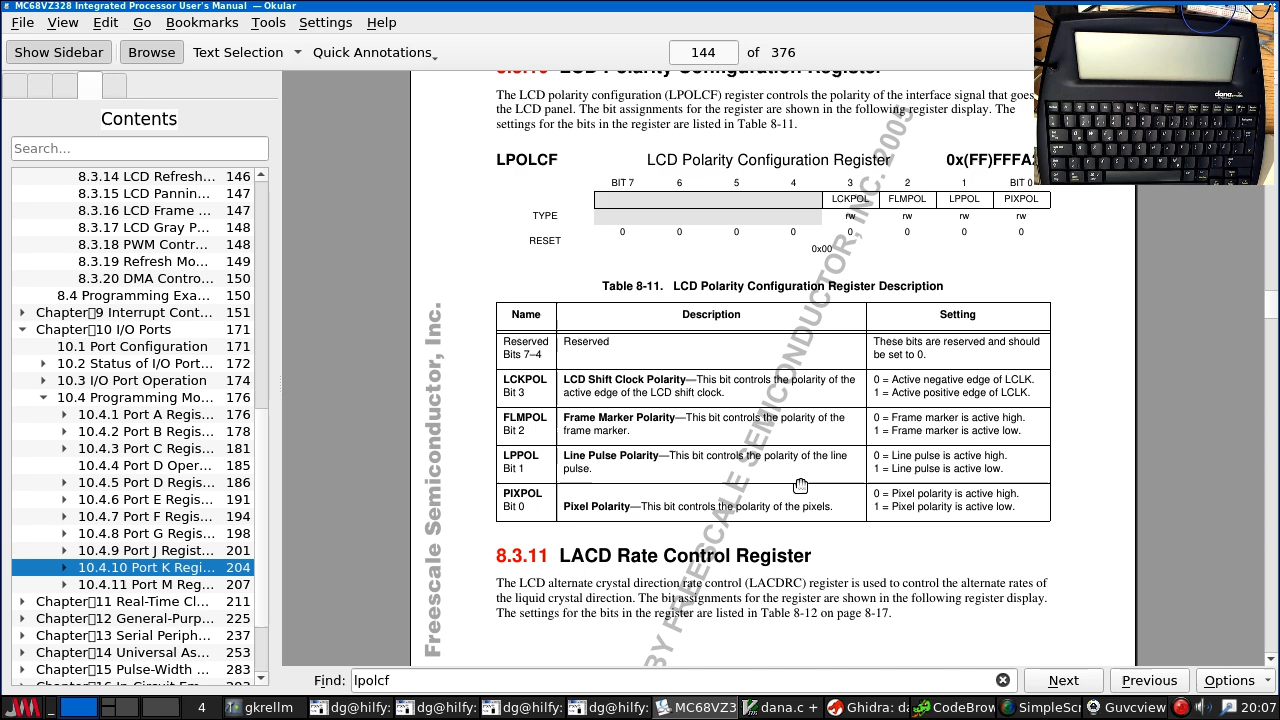 MC68VZ328 Integrated Processor User's Manual — Okular
File View Edit Go Bookmarks Tools Settings Help
Show Sidebar Browse Text Selection Quick Annotations 144 of 376
Contents
Search...
8.3.14 LCD Refresh... 146
8.3.15 LCD Pannin... 147
8.3.16 LCD Frame ... 147
8.3.17 LCD Gray P... 148
8.3.18 PWM Contr... 148
8.3.19 Refresh Mo... 149
8.3.20 DMA Contro... 150
8.4 Programming Exa... 150
Chapter 9 Interrupt Cont... 151
Chapter 10 I/O Ports 171
10.1 Port Configuration 171
10.2 Status of I/O Port... 172
10.3 I/O Port Operation 174
10.4 Programming Mo... 176
10.4.1 Port A Regis... 176
10.4.2 Port B Regis... 178
10.4.3 Port C Regis... 181
10.4.4 Port D Oper... 185
10.4.5 Port D Regis... 186
10.4.6 Port E Regis... 191
10.4.7 Port F Regis... 194
10.4.8 Port G Regis... 198
10.4.9 Port J Regist... 201
10.4.10 Port K Regi... 204
10.4.11 Port M Reg... 207
Chapter 11 Real-Time Cl... 211
Chapter 12 General-Purp... 225
Chapter 13 Serial Periph... 237
Chapter 14 Universal As... 253
Chapter 15 Pulse-Width ... 283
LCD Polarity Configuration Register
The LCD polarity configuration (LPOLCF) register controls the polarity of the interface signal that goes
the LCD panel. The bit assignments for the register are shown in the following register display. The
settings for the bits in the register are listed in Table 8-11.
LPOLCF LCD Polarity Configuration Register 0x(FF)FFFA2
BIT 7 6 5 4 3 2 1 BIT 0
LCKPOL FLMPOL LPPOL PIXPOL
TYPE rw rw rw rw
0 0 0 0 0 0 0 0
RESET
0x00
Table 8-11. LCD Polarity Configuration Register Description
Name Description Setting
Reserved Reserved These bits are reserved and should
Bits 7–4 be set to 0.
LCKPOL LCD Shift Clock Polarity—This bit controls the polarity of the 0 = Active negative edge of LCLK.
Bit 3 active edge of the LCD shift clock. 1 = Active positive edge of LCLK.
FLMPOL Frame Marker Polarity—This bit controls the polarity of the 0 = Frame marker is active high.
Bit 2 frame marker. 1 = Frame marker is active low.
LPPOL Line Pulse Polarity—This bit controls the polarity of the line 0 = Line pulse is active high.
Bit 1 pulse. 1 = Line pulse is active low.
PIXPOL 0 = Pixel polarity is active high.
Bit 0 Pixel Polarity—This bit controls the polarity of the pixels. 1 = Pixel polarity is active low.
8.3.11 LACD Rate Control Register
The LCD alternate crystal direction rate control (LACDRC) register is used to control the alternate rates of
the liquid crystal direction. The bit assignments for the register are shown in the following register display.
The settings for the bits in the register are listed in Table 8-12 on page 8-17.
Freescale Semiconductor, Inc.
BY FREESCALE SEMICONDUCTOR, INC. 2005
dana
Find: lpolcf Next Previous Options
4 gkrellm dg@hilfy: dg@hilfy: dg@hilfy: dg@hilfy: MC68VZ3 dana.c + Ghidra: da CodeBrow SimpleScr Guvcview 20:07